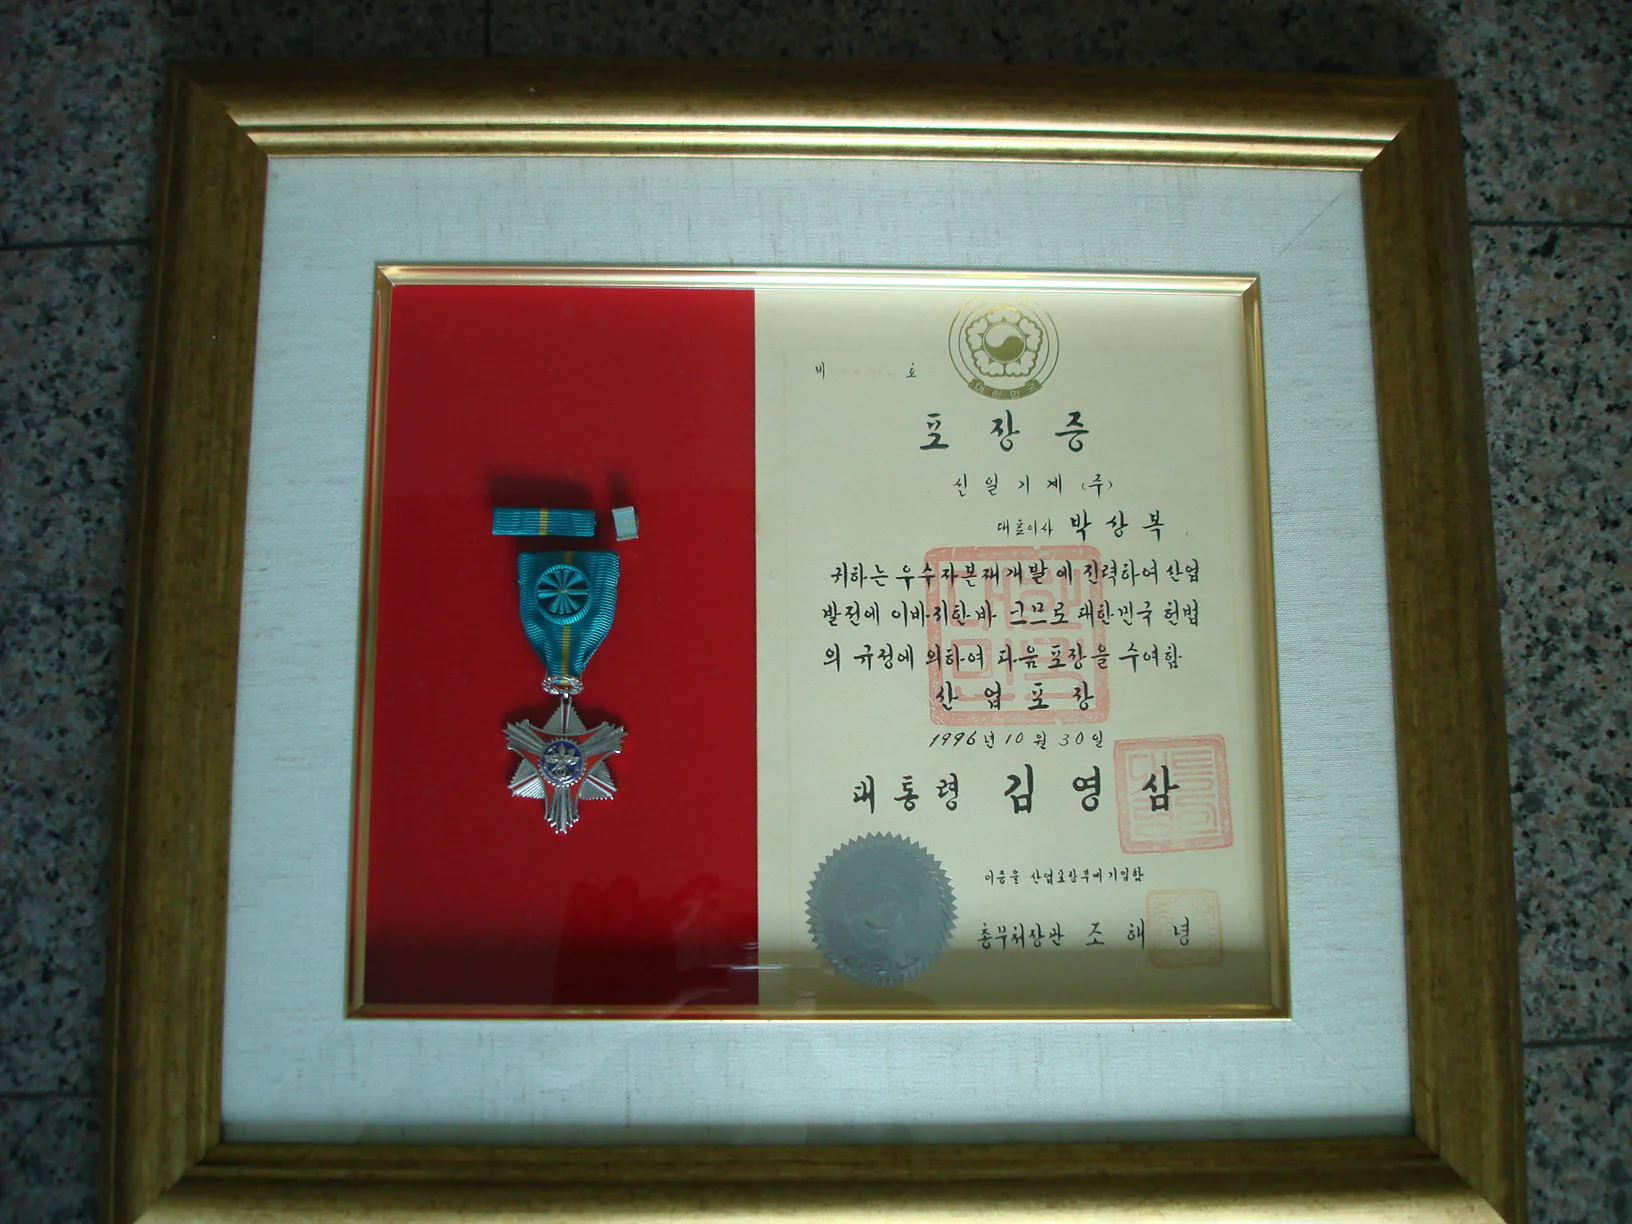 대한민국
제 호
포장증
신일기계(주)
대표이사 박상복
귀하는 우수자본재개발에 진력하여 산업
발전에 이바지한바 크므로 대한민국 헌법
의 규정에 의하여 다음 포장을 수여함
산업포장
1996년 10월 30일
대통령 김영삼
이증을 산업포장부에 기입함
총무처장관 조해녕